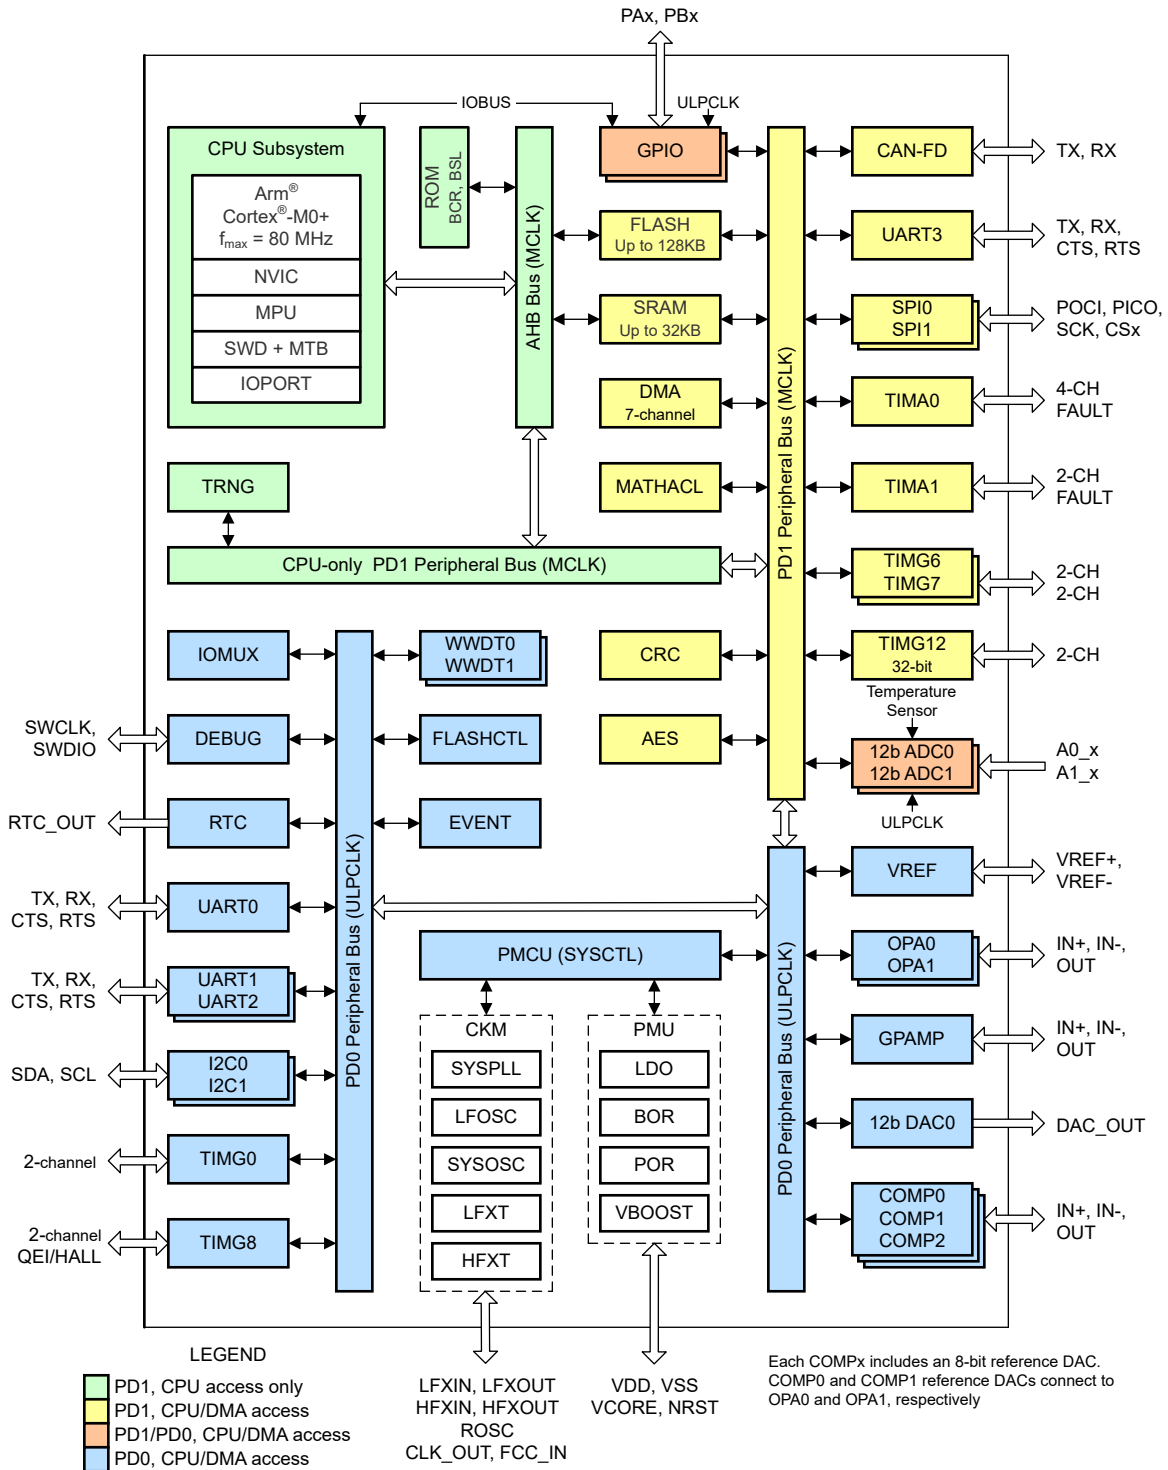 PAx, PBx
IOBUS
ULPCLK
CPU Subsystem
Arm®
Cortex®-M0+
fmax = 80 MHz
NVIC
MPU
SWD + MTB
IOPORT
ROM
BCR, BSL
AHB Bus (MCLK)
GPIO
FLASH
Up to 128KB
SRAM
Up to 32KB
DMA
7-channel
MATHACL
CRC
AES
PD1 Peripheral Bus (MCLK)
CAN-FD
TX, RX
UART3
TX, RX,
CTS, RTS
SPI0
SPI1
POCI, PICO,
SCK, CSx
TIMA0
4-CH
FAULT
TIMA1
2-CH
FAULT
TIMG6
TIMG7
2-CH
2-CH
TIMG12
32-bit
2-CH
Temperature
Sensor
12b ADC0
12b ADC1
A0_x
A1_x
ULPCLK
TRNG
CPU-only PD1 Peripheral Bus (MCLK)
IOMUX
SWCLK,
SWDIO
DEBUG
RTC_OUT
RTC
TX, RX,
CTS, RTS
UART0
TX, RX,
CTS, RTS
UART1
UART2
SDA, SCL
I2C0
I2C1
2-channel
TIMG0
2-channel
QEI/HALL
TIMG8
PD0 Peripheral Bus (ULPCLK)
WWDT0
WWDT1
FLASHCTL
EVENT
PMCU (SYSCTL)
CKM
SYSPLL
LFOSC
SYSOSC
LFXT
HFXT
PMU
LDO
BOR
POR
VBOOST
PD0 Peripheral Bus (ULPCLK)
VREF
VREF+,
VREF-
OPA0
OPA1
IN+, IN-,
OUT
GPAMP
IN+, IN-,
OUT
12b DAC0
DAC_OUT
COMP0
COMP1
COMP2
IN+, IN-,
OUT
LEGEND
PD1, CPU access only
PD1, CPU/DMA access
PD1/PD0, CPU/DMA access
PD0, CPU/DMA access
LFXIN, LFXOUT
HFXIN, HFXOUT
ROSC
CLK_OUT, FCC_IN
VDD, VSS
VCORE, NRST
Each COMPx includes an 8-bit reference DAC.
COMP0 and COMP1 reference DACs connect to
OPA0 and OPA1, respectively